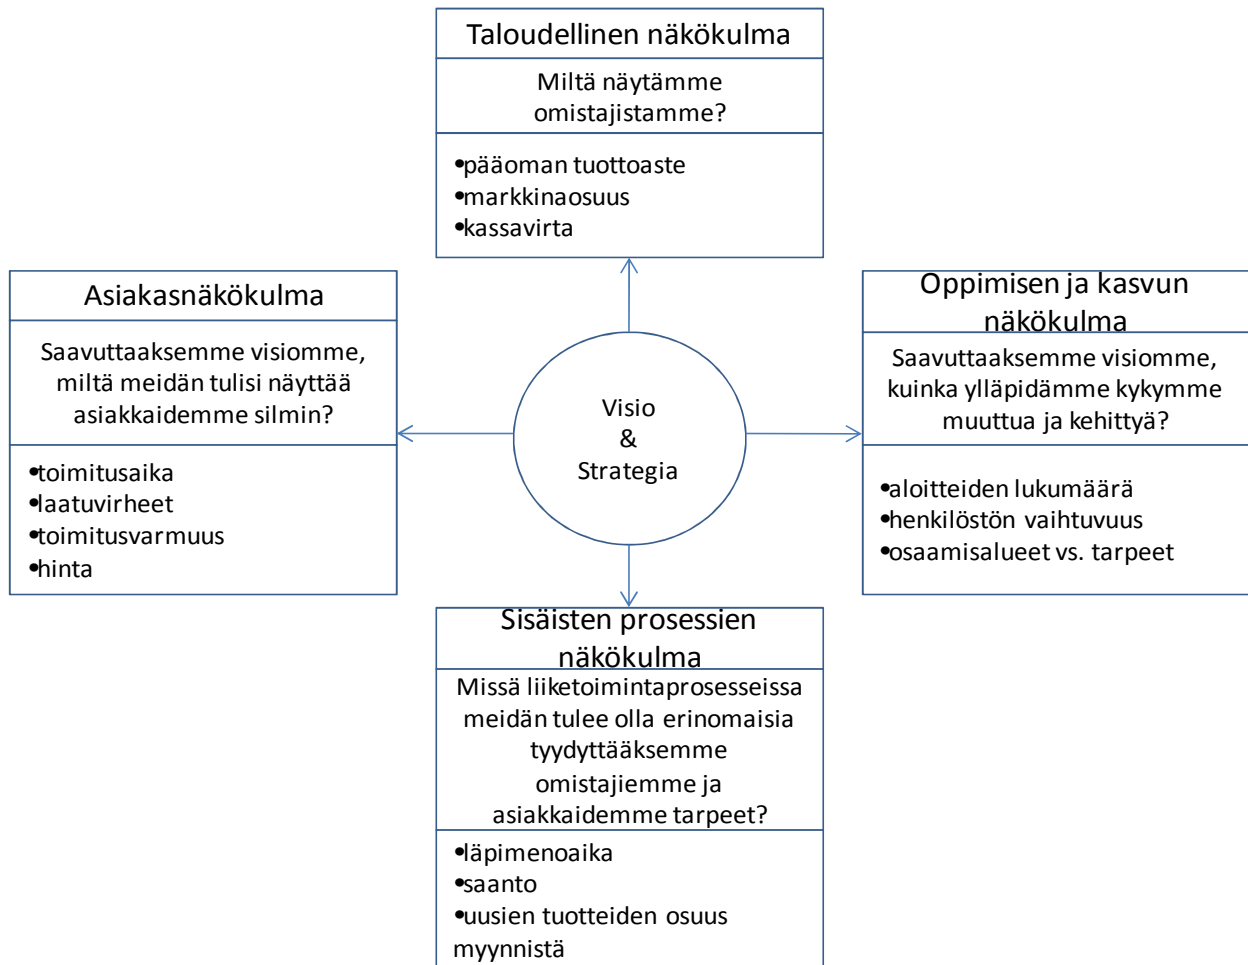 Taloudellinen näkökulma
Miltä näytämme
omistajistamme?
•pääoman tuottoaste
•markkinaosuus
•kassavirta
Asiakasnäkökulma
Saavuttaaksemme visiomme,
miltä meidän tulisi näyttää
asiakkaidemme silmin?
•toimitusaika
•laatuvirheet
•toimitusvarmuus
•hinta
Visio
&
Strategia
Oppimisen ja kasvun
näkökulma
Saavuttaaksemme visiomme,
kuinka ylläpidämme kykymme
muuttua ja kehittyä?
•aloitteiden lukumäärä
•henkilöstön vaihtuvuus
•osaamisalueet vs. tarpeet
Sisäisten prosessien
näkökulma
Missä liiketoimintaprosesseissa
meidän tulee olla erinomaisia
tyydyttääksemme
omistajiemme ja
asiakkaidemme tarpeet?
•läpimenoaika
•saanto
•uusien tuotteiden osuus
myynnistä